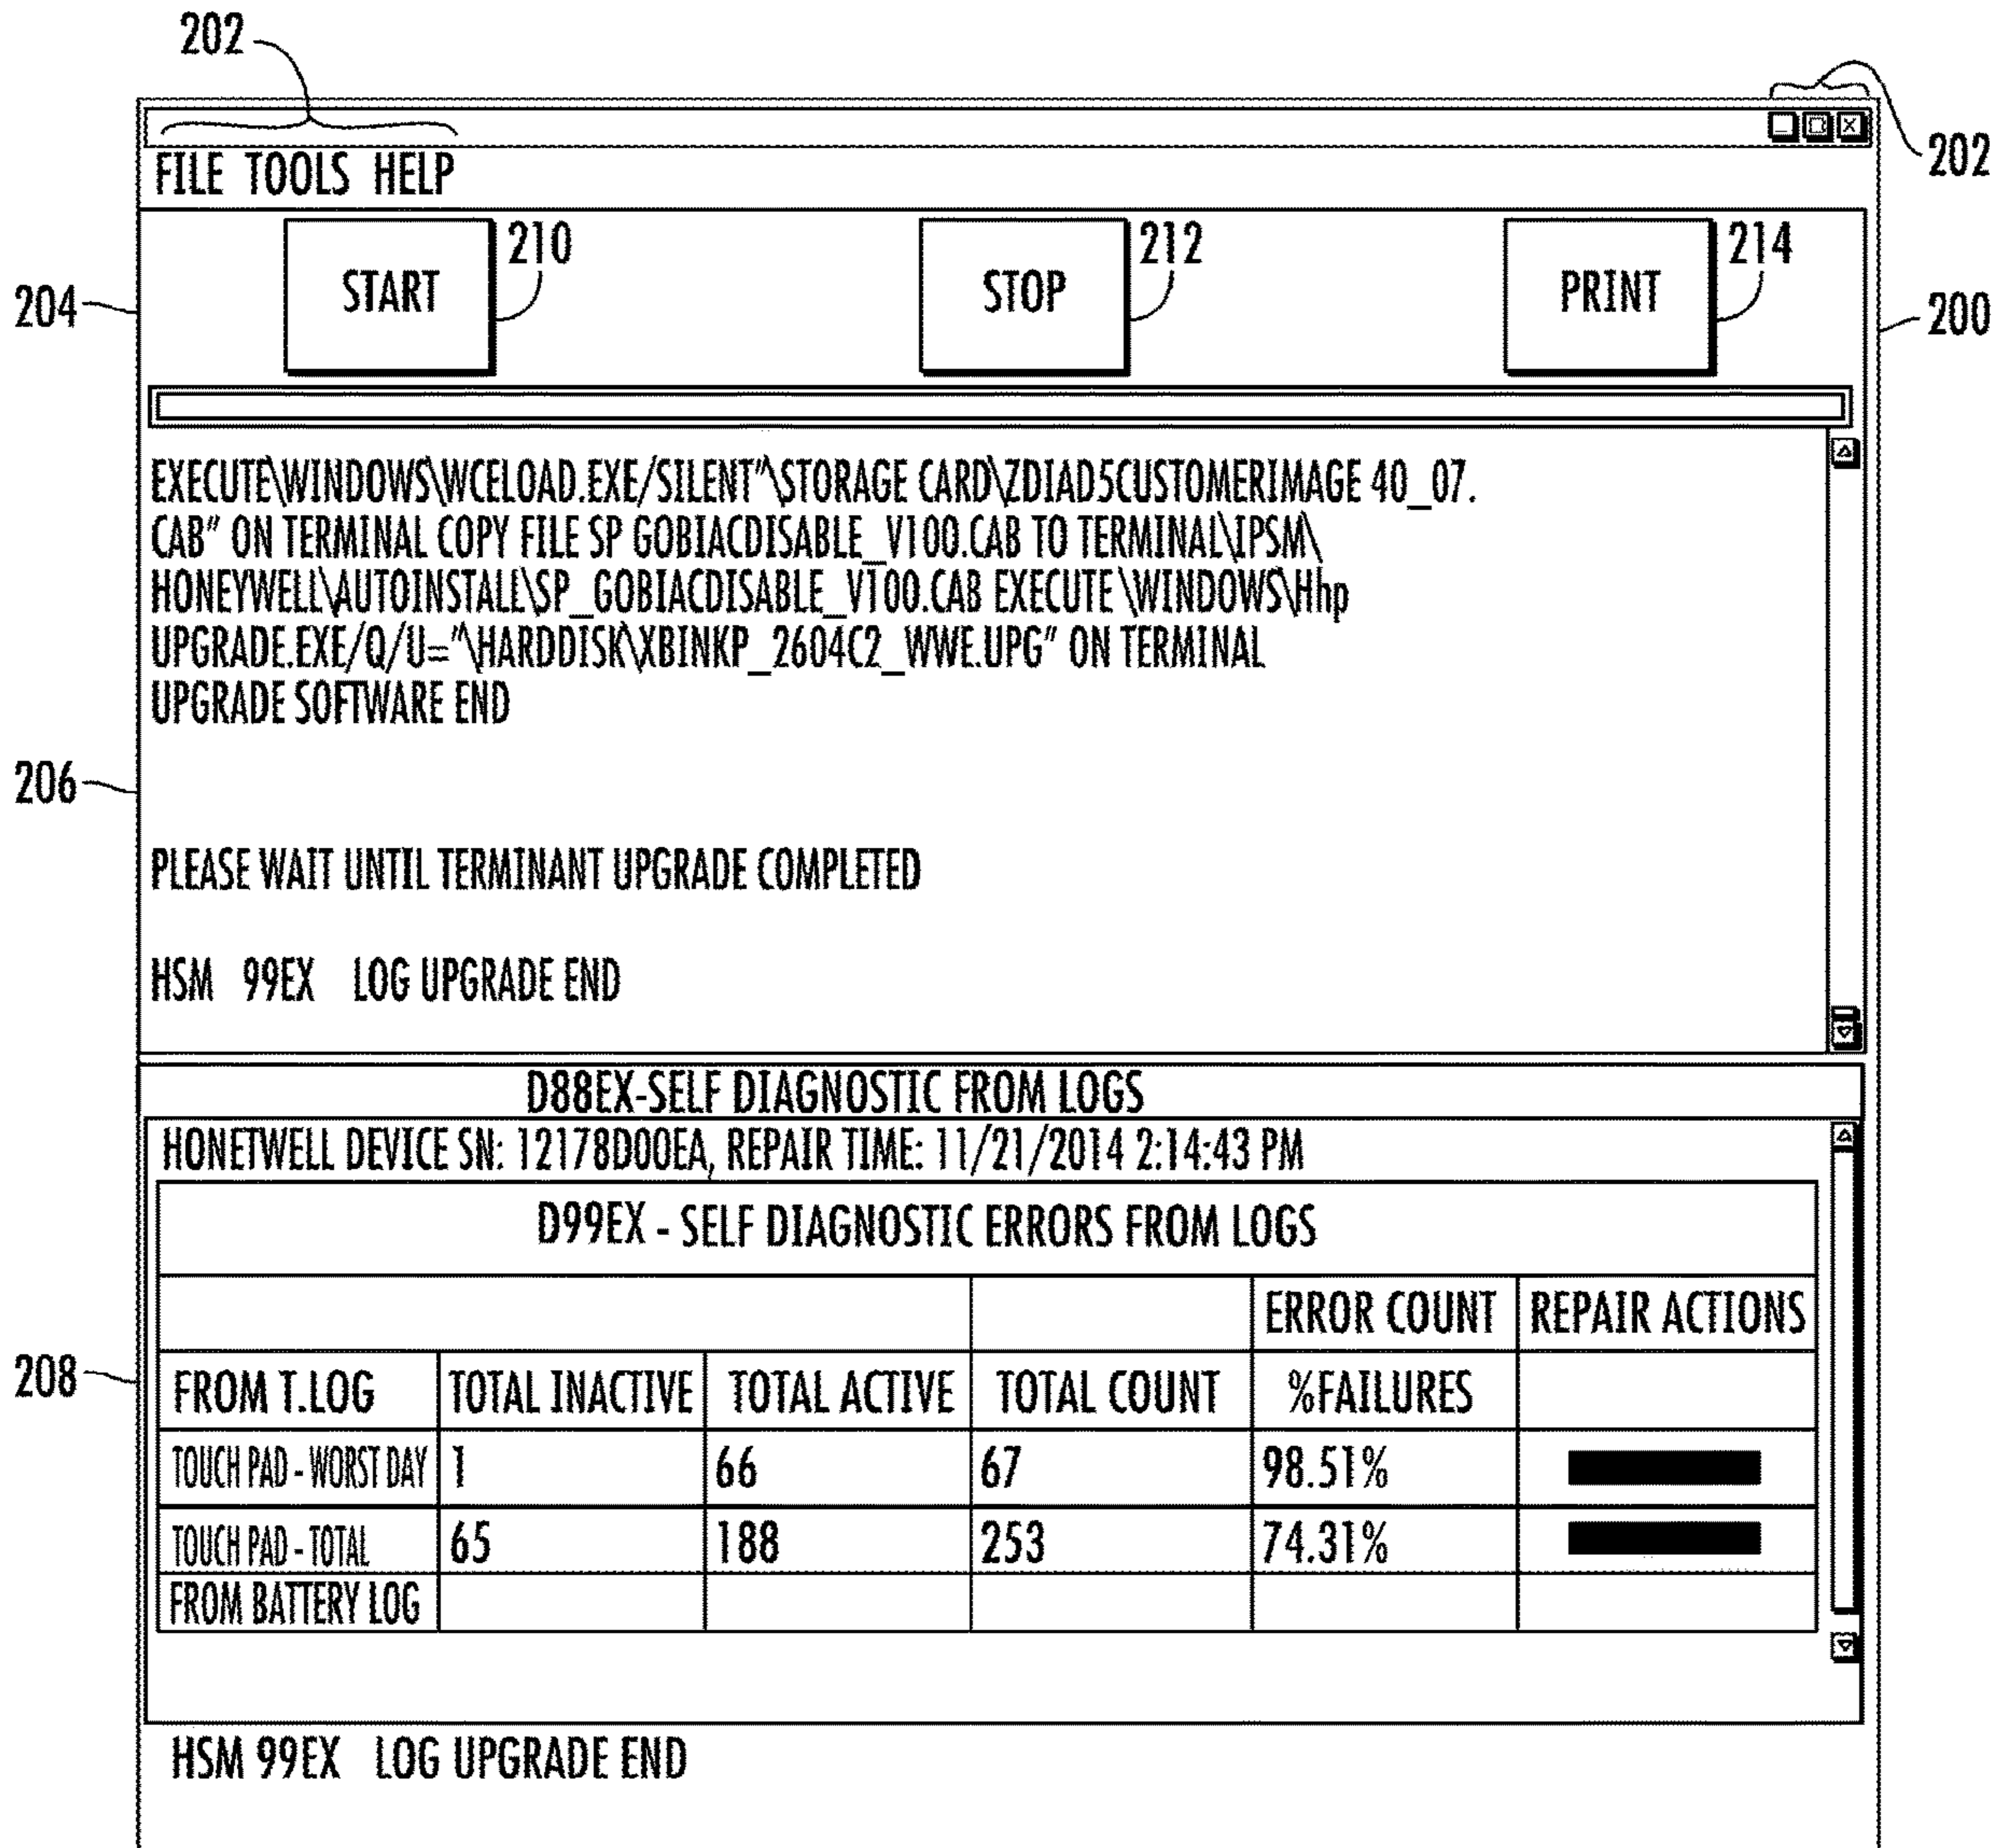 202
202
FILE TOOLS HELP
START 210 STOP 212 PRINT 214
204
200
EXECUTE\WINDOWS\WCELOAD.EXE/SILENT"\STORAGE CARD\ZDIAD5CUSTOMERIMAGE 40_07.
CAB" ON TERMINAL COPY FILE SP GOBIACDISABLE_V100.CAB TO TERMINAL\IPSM\
HONEYWELL\AUTOINSTALL\SP_GOBIACDISABLE_V100.CAB EXECUTE \WINDOWS\Hhp
UPGRADE.EXE/Q/U="\HARDDISK\XBINKP_2604C2_WWE.UPG" ON TERMINAL
UPGRADE SOFTWARE END
206
PLEASE WAIT UNTIL TERMINANT UPGRADE COMPLETED
HSM 99EX LOG UPGRADE END
D88EX-SELF DIAGNOSTIC FROM LOGS
HONETWELL DEVICE SN: 12178D00EA, REPAIR TIME: 11/21/2014 2:14:43 PM
D99EX - SELF DIAGNOSTIC ERRORS FROM LOGS
ERROR COUNT REPAIR ACTIONS
208
FROM T.LOG TOTAL INACTIVE TOTAL ACTIVE TOTAL COUNT %FAILURES
TOUCH PAD - WORST DAY 1 66 67 98.51%
TOUCH PAD - TOTAL 65 188 253 74.31%
FROM BATTERY LOG
HSM 99EX LOG UPGRADE END